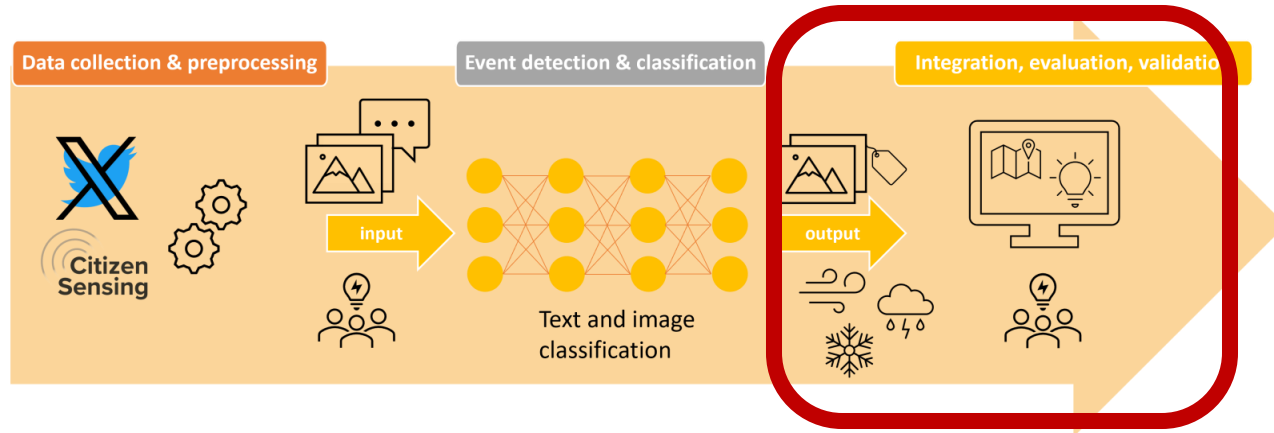 Data collection & preprocessing
Event detection & classification
Integration, evaluation, validatio
input
output
Citizen
Sensing
Text and image
classification